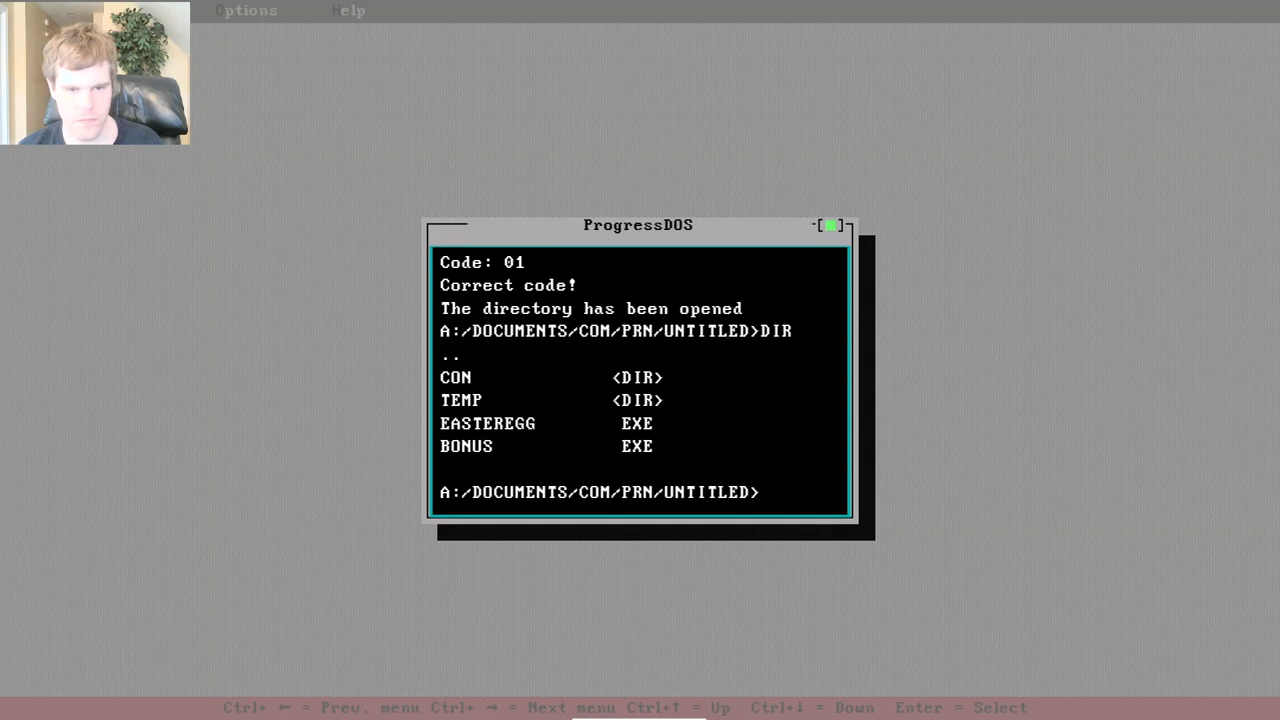 Options Help
ProgressDOS
Code: 01
Correct code!
The directory has been opened
A:/DOCUMENTS/COM/PRN/UNTITLED>DIR
..
CON <DIR>
TEMP <DIR>
EASTEREGG EXE
BONUS EXE
A:/DOCUMENTS/COM/PRN/UNTITLED>
Ctrl+ ← = Prev. menu Ctrl+ → = Next menu Ctrl+↑ = Up Ctrl+↓ = Down Enter = Select